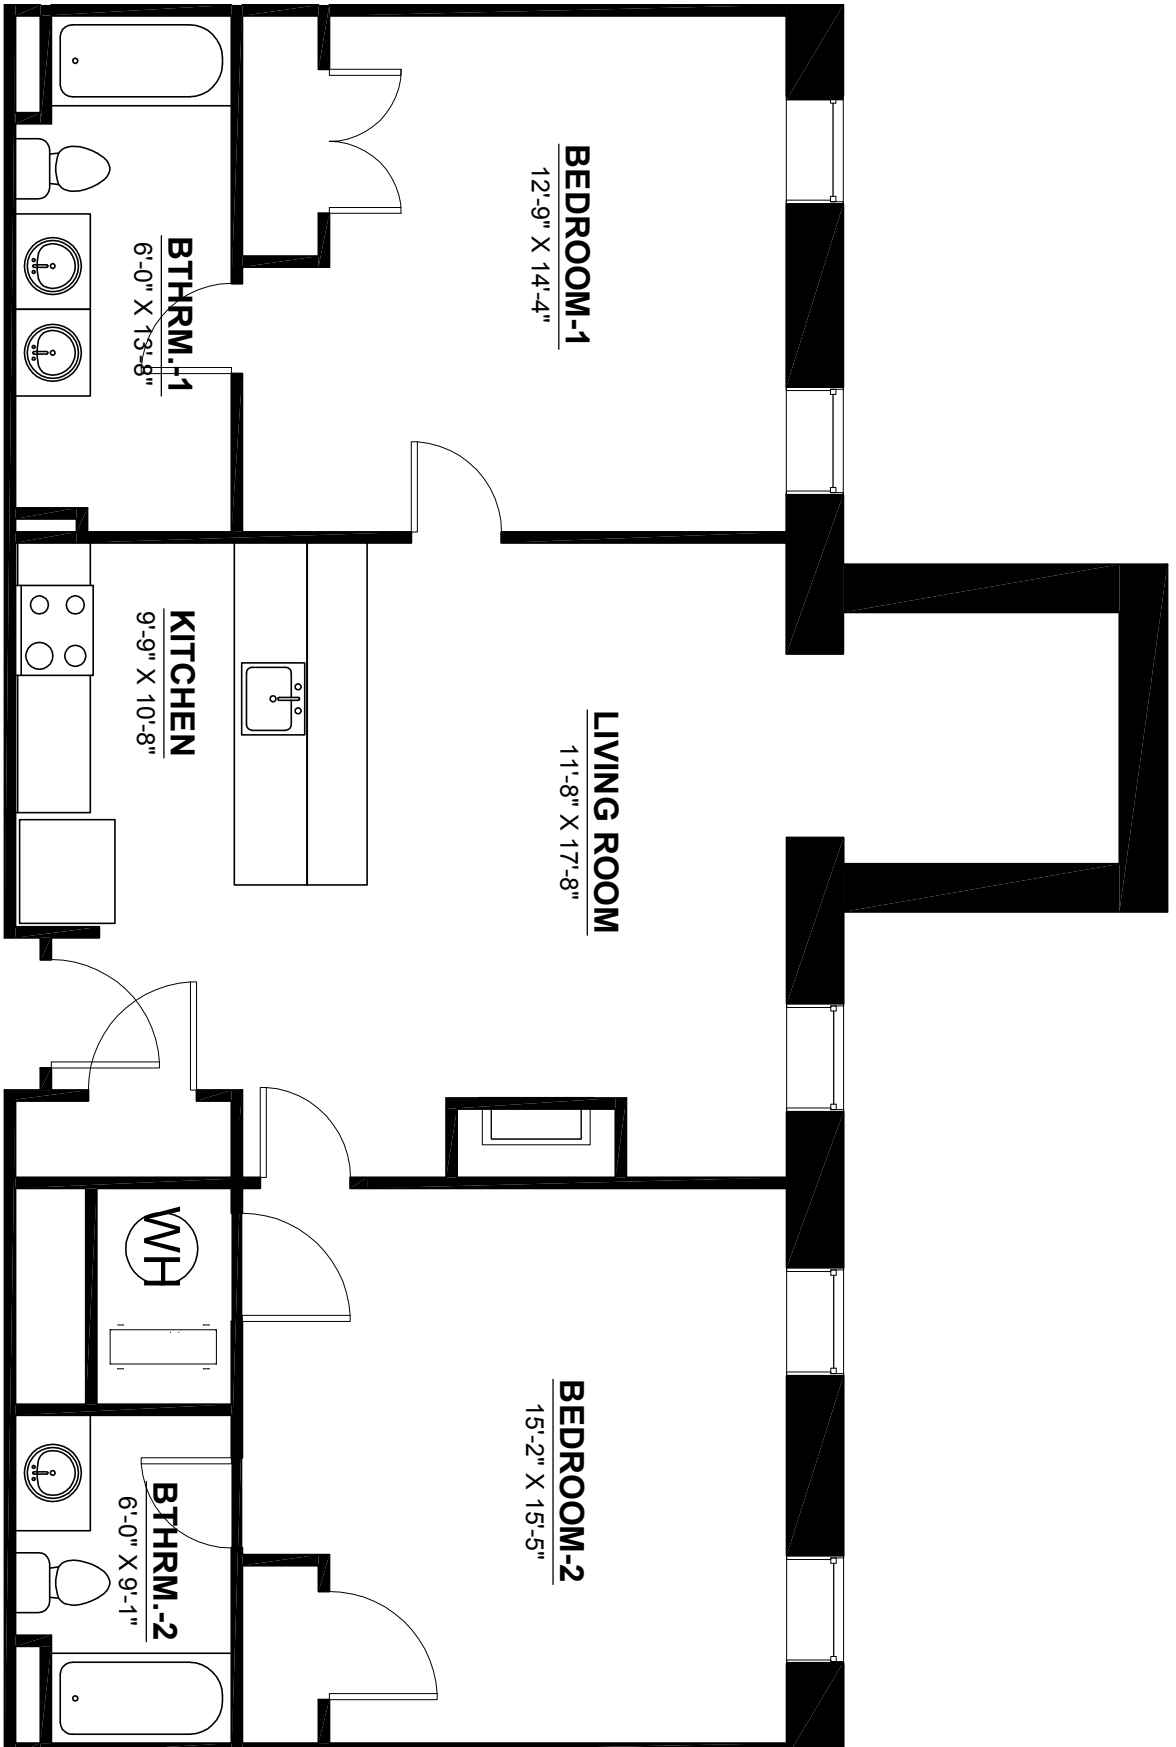 BEDROOM-1
12'-9" X 14'-4"
BTHRM.-1
6'-0" X 13'-8"
KITCHEN
9'-9" X 10'-8"
LIVING ROOM
11'-8" X 17'-8"
WH
BEDROOM-2
15'-2" X 15'-5"
BTHRM.-2
6'-0" X 9'-1"